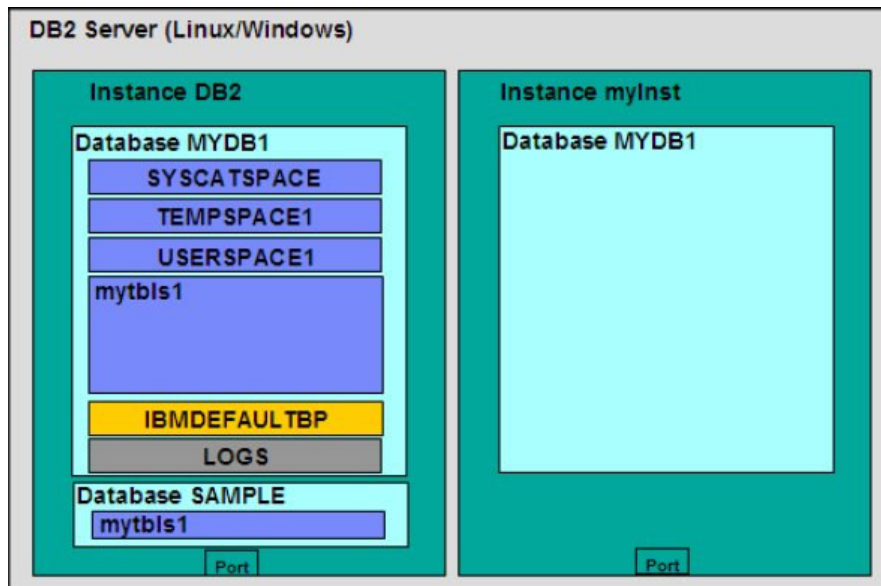 DB2 Server (Linux/Windows)
Instance DB2
Database MYDB1
SYSCATSPACE
TEMPSPACE1
USERSPACE1
mytbls1
IBMDEFAULTBP
LOGS
Database SAMPLE
mytbls1
Port
Instance myInst
Database MYDB1
Port